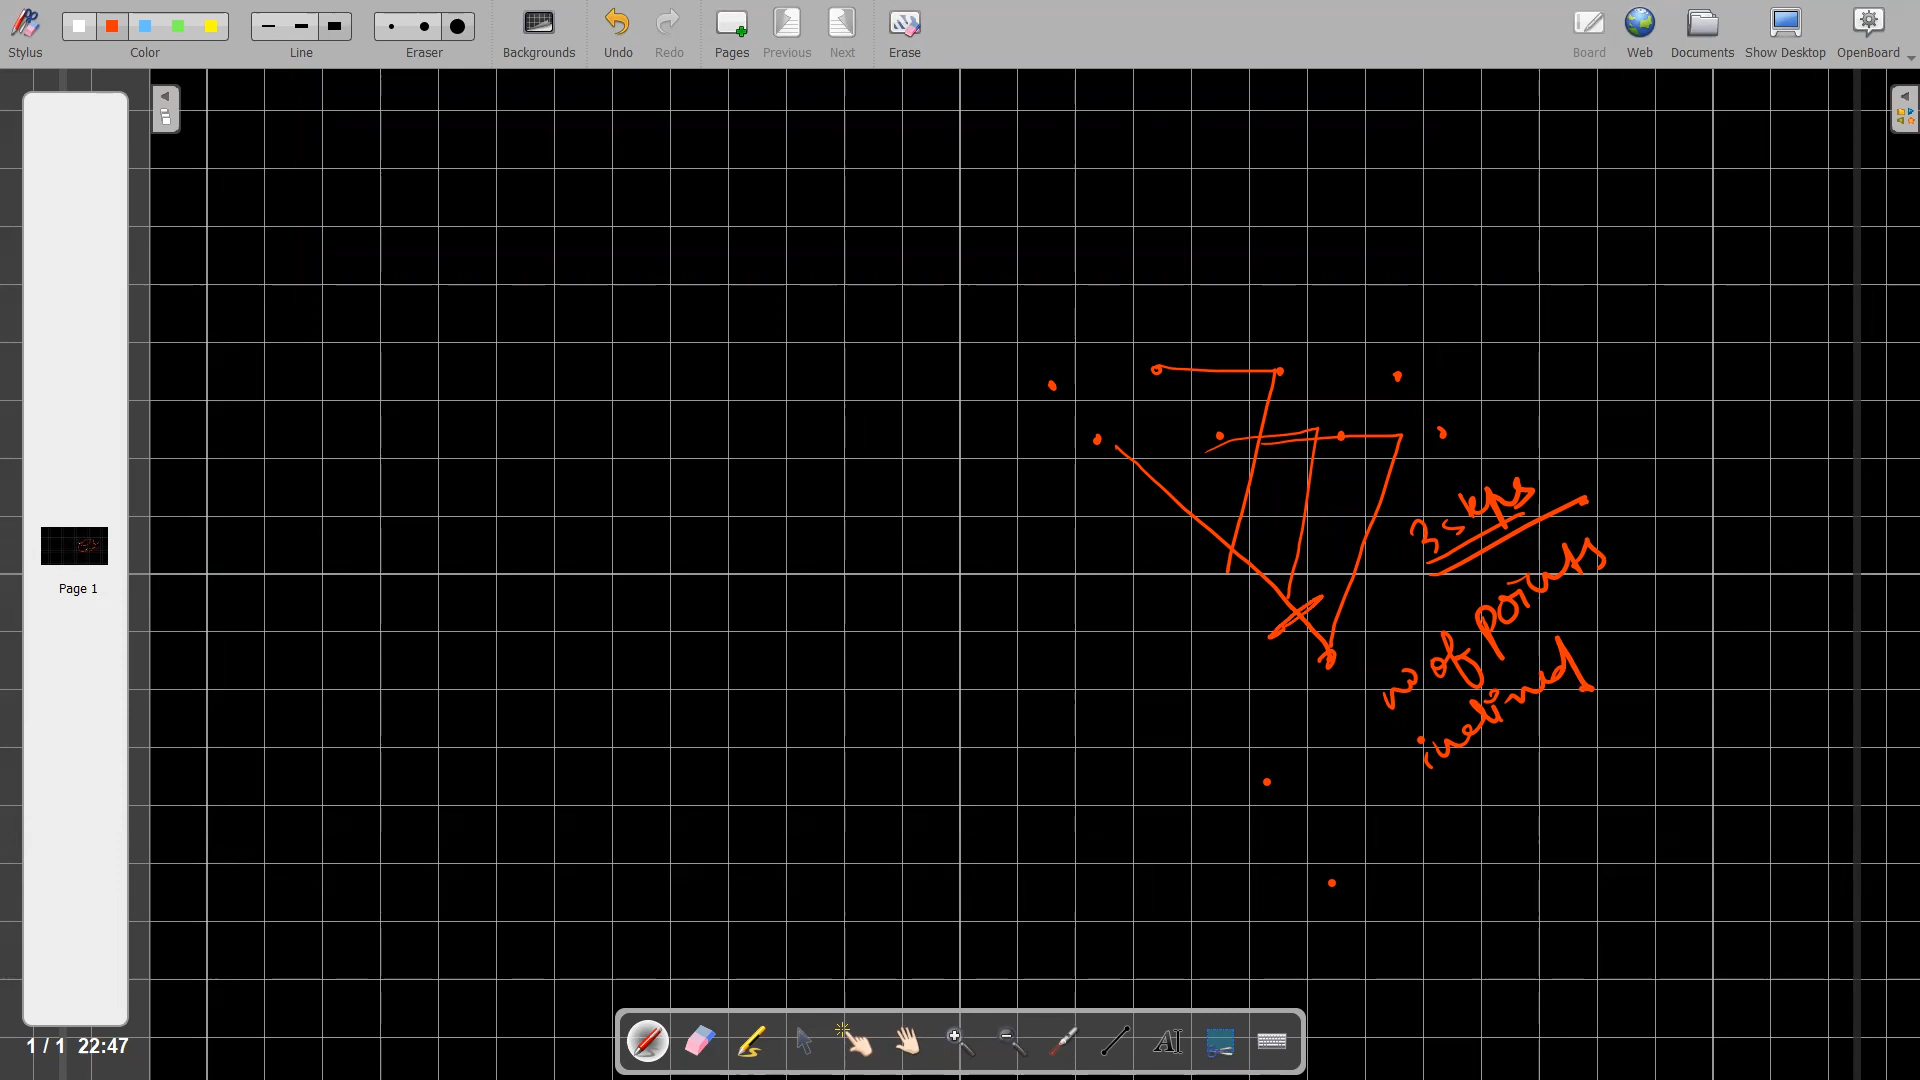 Stylus
Color
Line
Eraser
Backgrounds
Undo
Redo
Pages
Previous
Next
Erase
Board
Web
Documents
Show Desktop
OpenBoard
Page 1
3 steps
no of points
inclined
AI
1 / 1 22:47